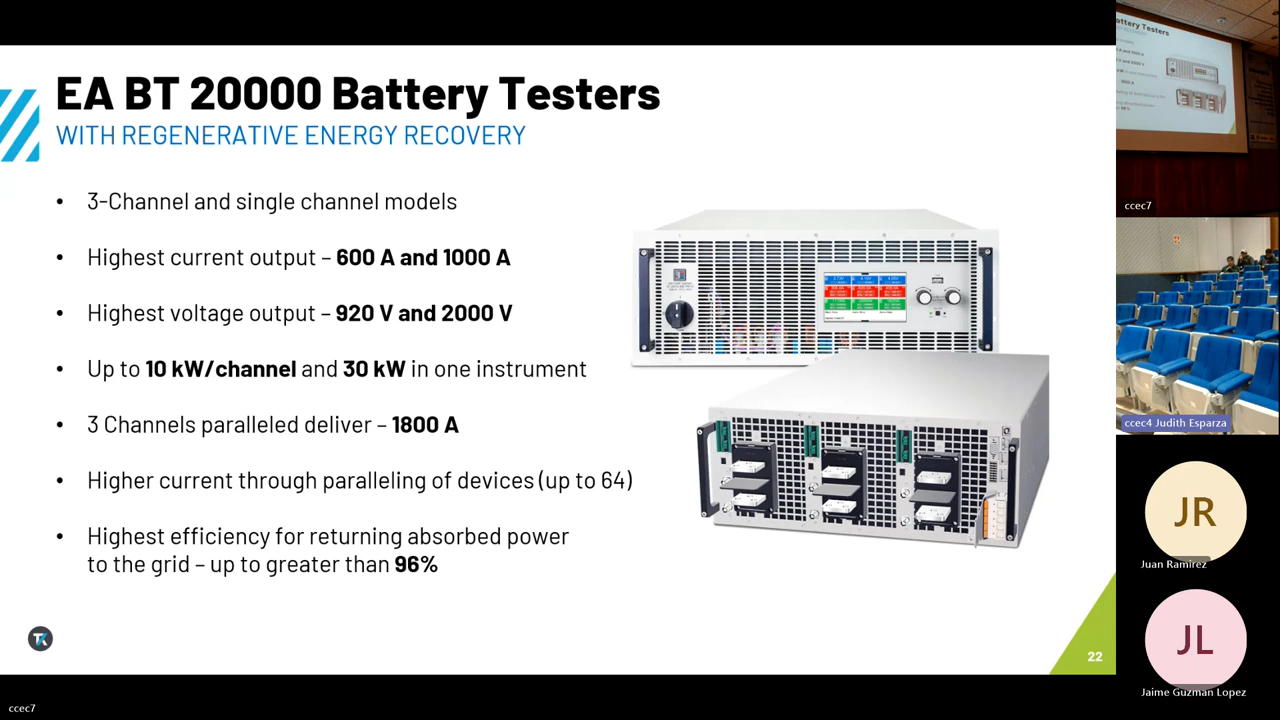 EA BT 20000 Battery Testers
WITH REGENERATIVE ENERGY RECOVERY
• 3-Channel and single channel models
• Highest current output – 600 A and 1000 A
• Highest voltage output – 920 V and 2000 V
• Up to 10 kW/channel and 30 kW in one instrument
• 3 Channels paralleled deliver – 1800 A
• Higher current through paralleling of devices (up to 64)
• Highest efficiency for returning absorbed power
to the grid – up to greater than 96%
TK
22
ccec7
attery Testers
ccec7
ccec4 Judith Esparza
JR
Juan Ramirez
JL
Jaime Guzman Lopez